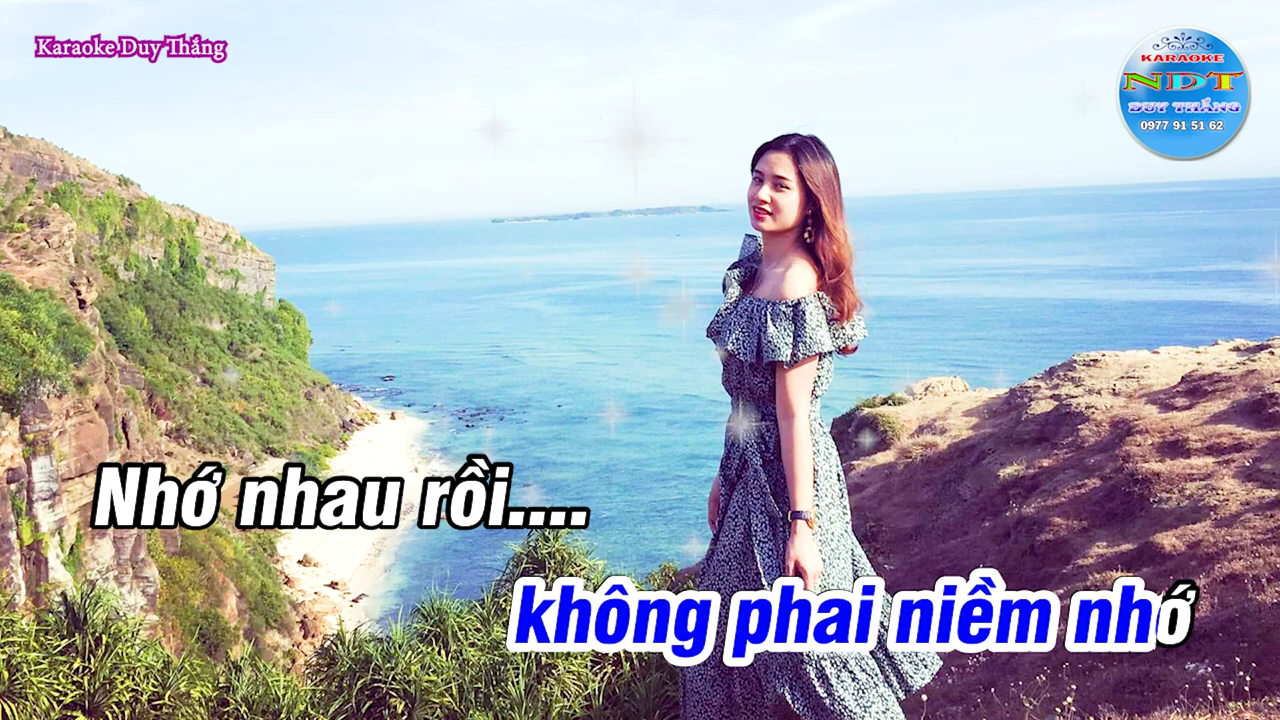 Karaoke Duy Thắng
KARAOKE
NDT
DUY THẮNG
0977 91 51 62
Nhớ nhau rồi....
không phai niềm nhớ